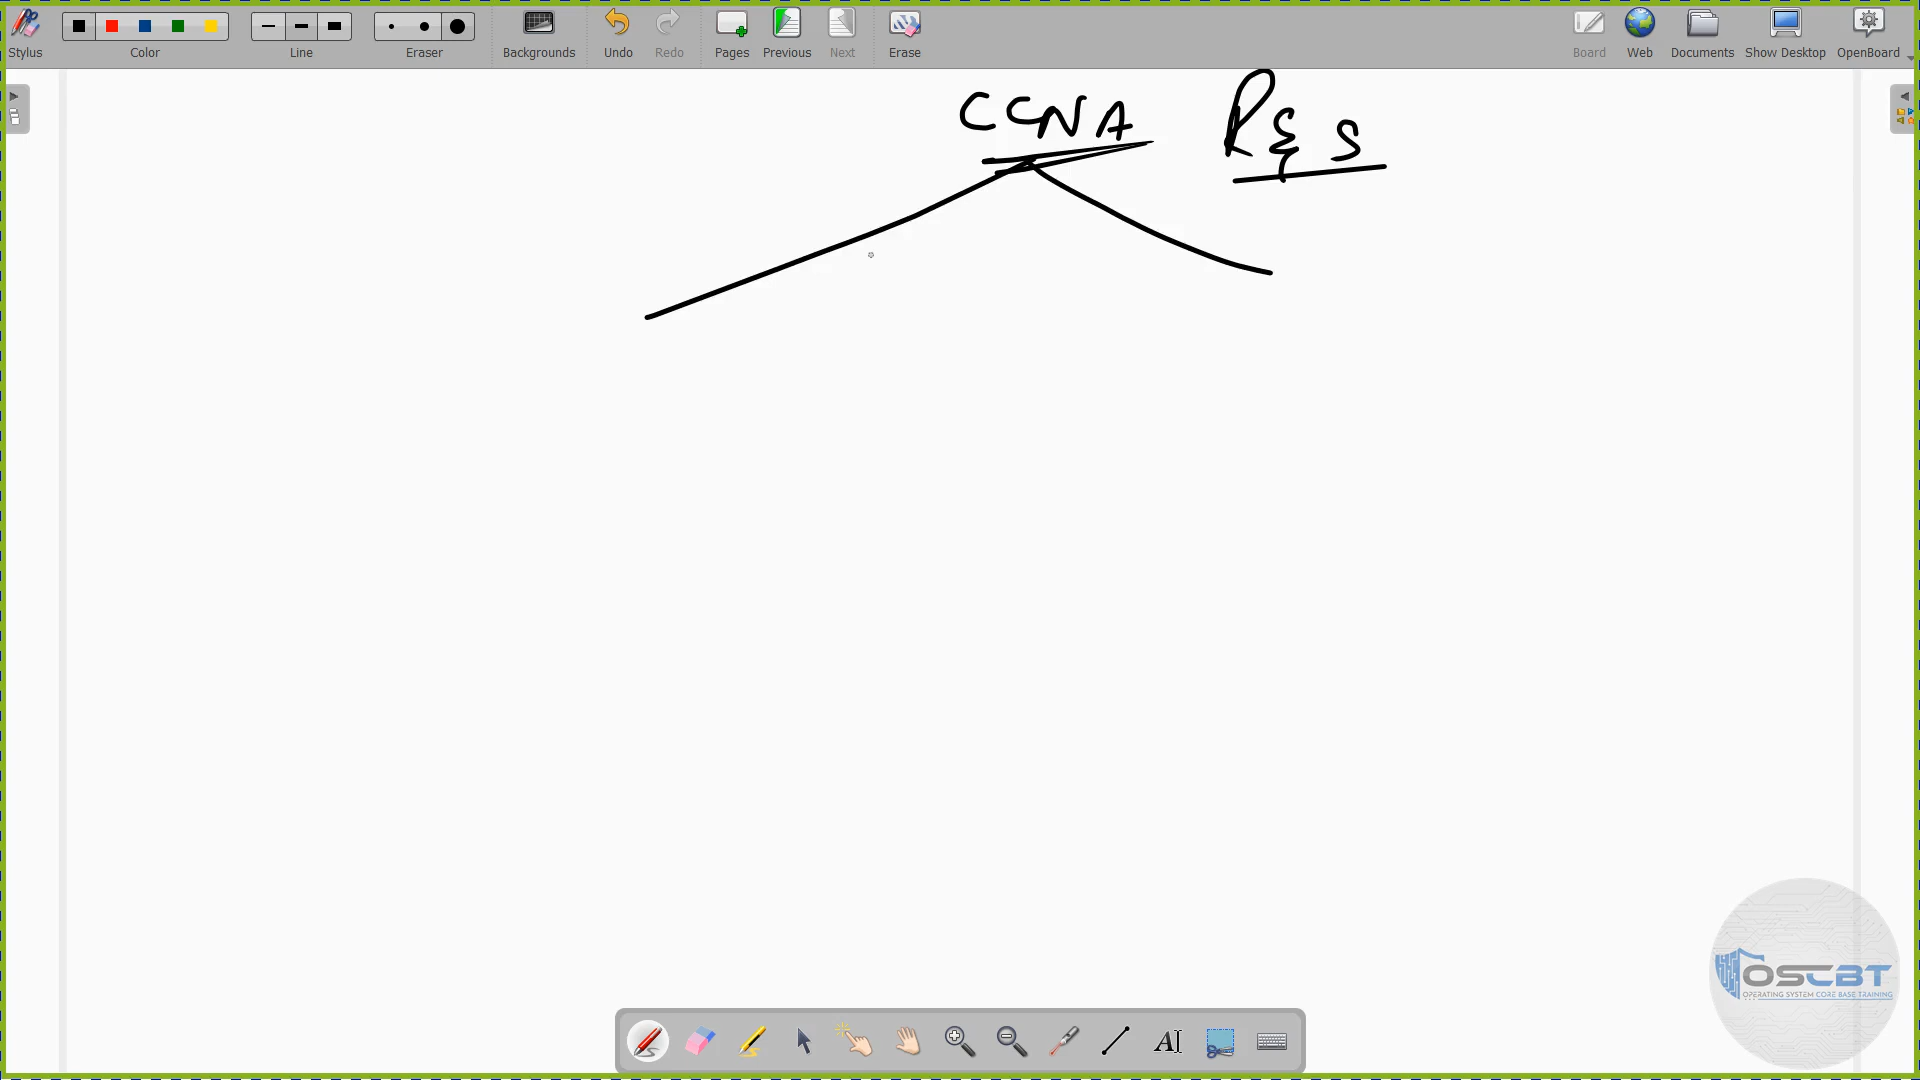 Stylus Color Line Eraser Backgrounds Undo Redo Pages Previous Next Erase Board Web Documents Show Desktop OpenBoard
CCNA R & S
OSCBT
OPERATING SYSTEM CORE BASE TRAINING